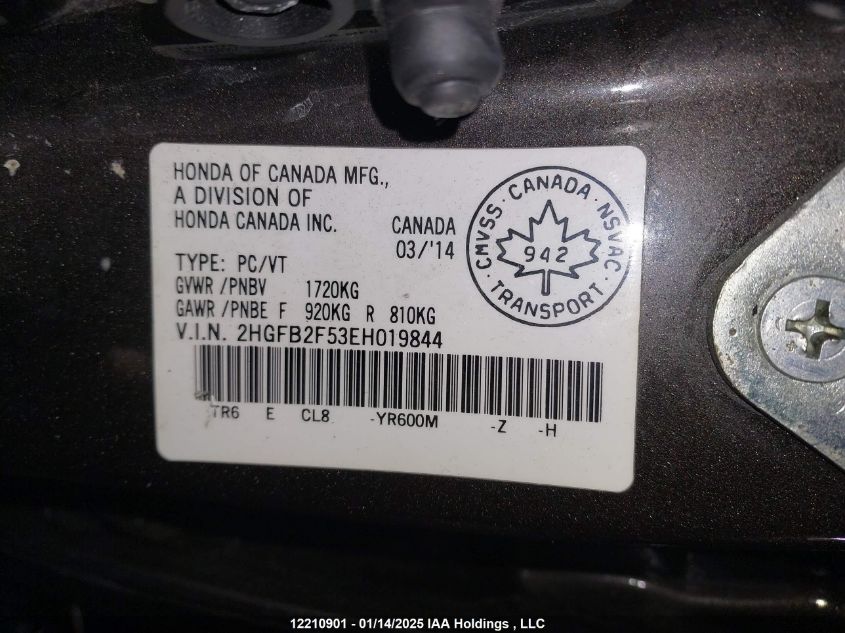 HONDA OF CANADA MFG.,
A DIVISION OF
HONDA CANADA INC.
CANADA
03/'14
TYPE: PC/VT
GVWR /PNBV 1720KG
GAWR /PNBE F 920KG R 810KG
V.I.N. 2HGFB2F53EH019844
TR6 E CL8 -YR600M -Z -H
CMVSS · CANADA · NSVAC
942
· TRANSPORT ·
12210901 - 01/14/2025 IAA Holdings , LLC